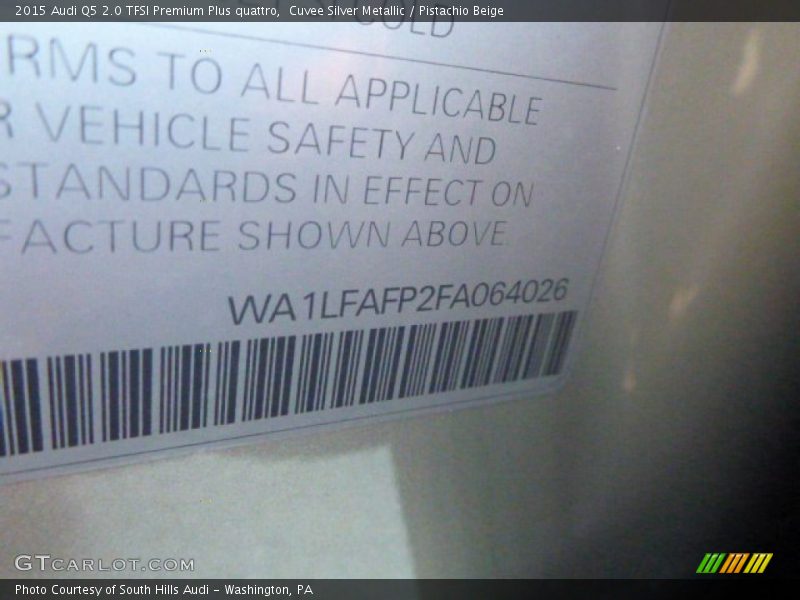 2015 Audi Q5 2.0 TFSI Premium Plus quattro, Cuvee Silver Metallic / Pistachio Beige
RMS TO ALL APPLICABLE
R VEHICLE SAFETY AND
STANDARDS IN EFFECT ON
FACTURE SHOWN ABOVE.
WA1LFAFP2FA064026
GTCARLOT.COM
Photo Courtesy of South Hills Audi - Washington, PA